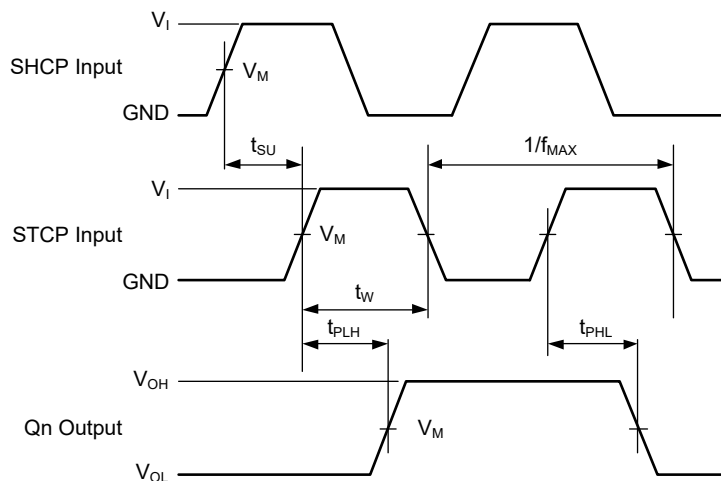 V_I
SHCP Input
V_M
GND
t_SU
1/f_MAX
V_I
STCP Input
V_M
GND
t_W
t_PLH
t_PHL
V_OH
Qn Output
V_M
V_OL